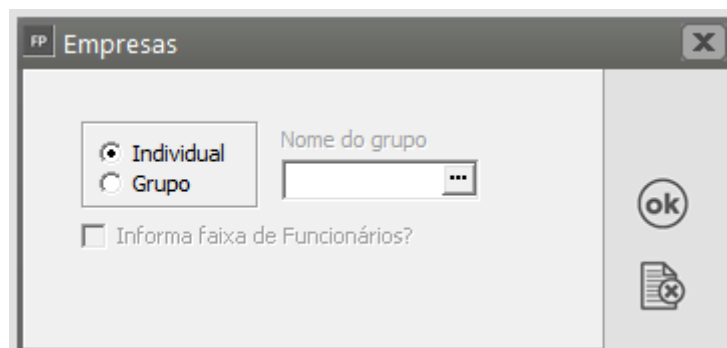 FP Empresas
Individual
Grupo
Nome do grupo
...
Informa faixa de Funcionários?
ok